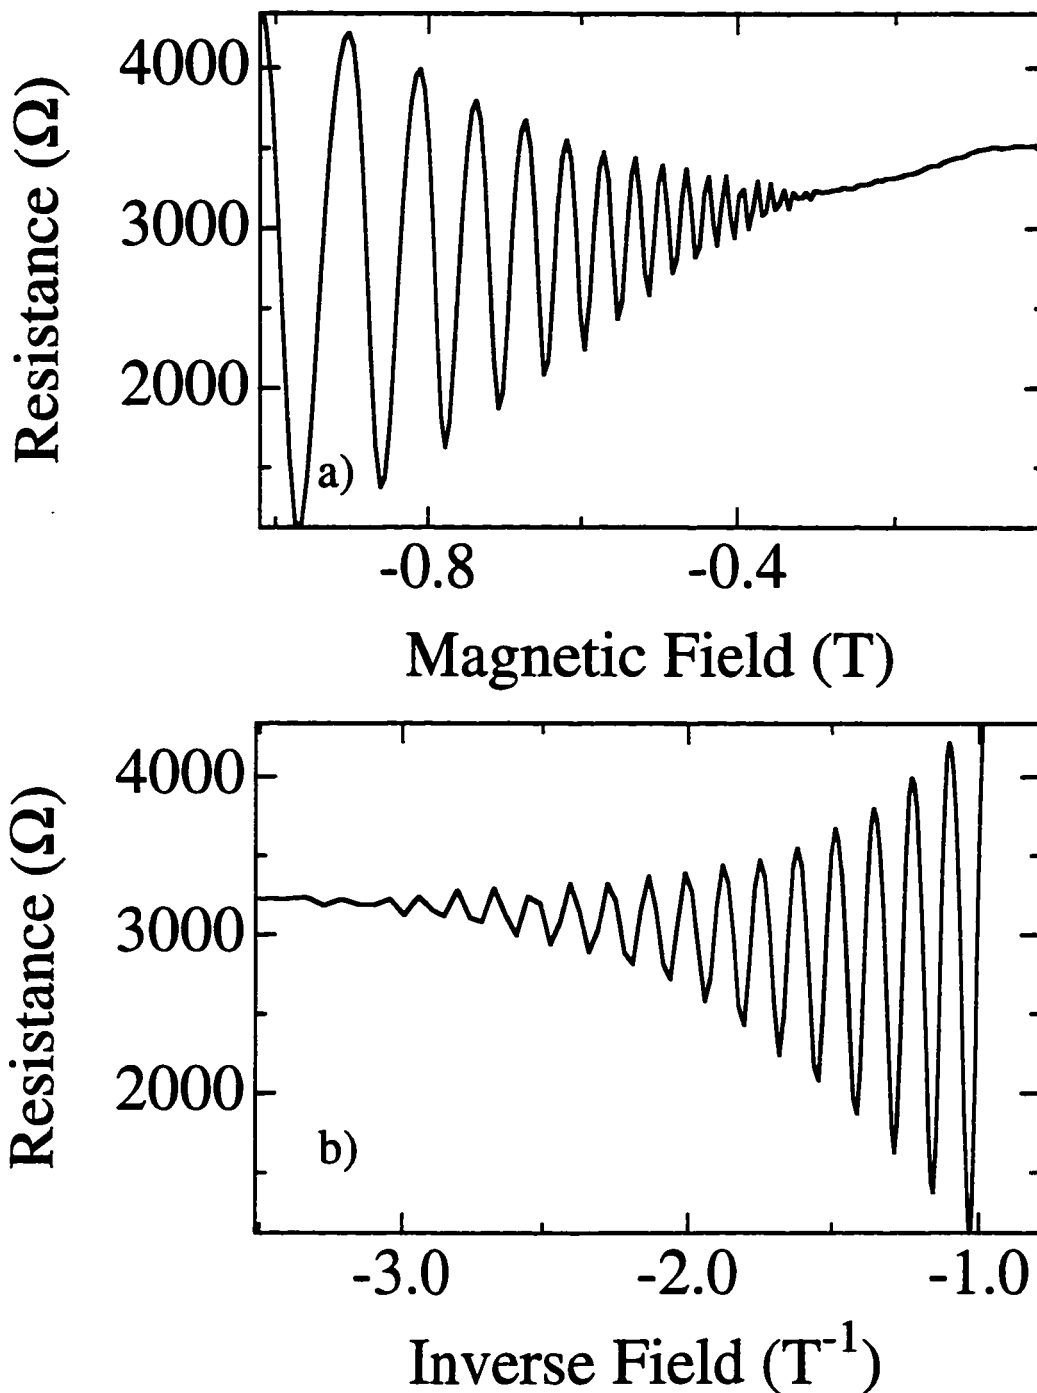 Resistance (Ω)
4000
3000
2000
a)
-0.8
-0.4
Magnetic Field (T)
Resistance (Ω)
4000
3000
2000
b)
-3.0
-2.0
-1.0
Inverse Field (T⁻¹)